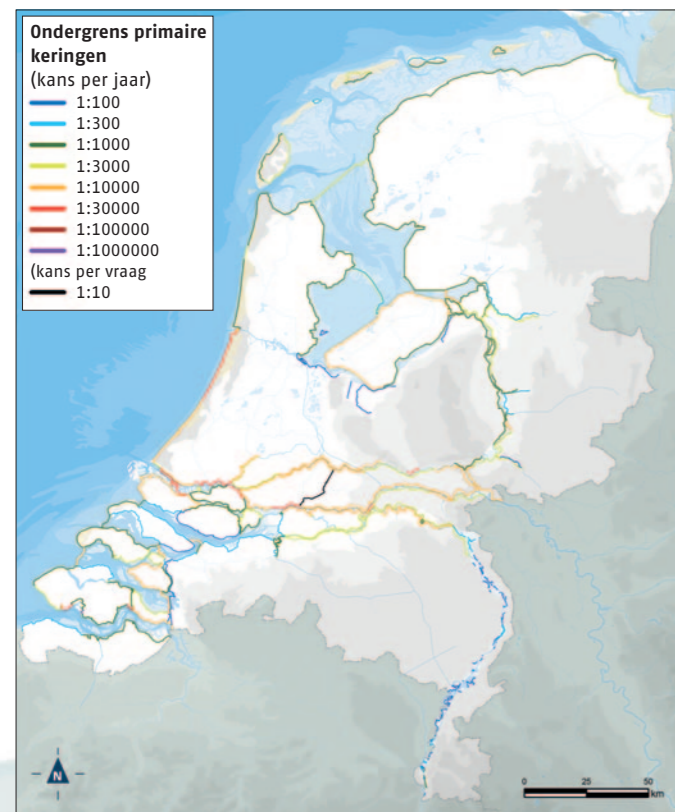 Ondergrens primaire
keringen
(kans per jaar)
1:100
1:300
1:1000
1:3000
1:10000
1:30000
1:100000
1:1000000
(kans per vraag
1:10
N
0 25 50
km